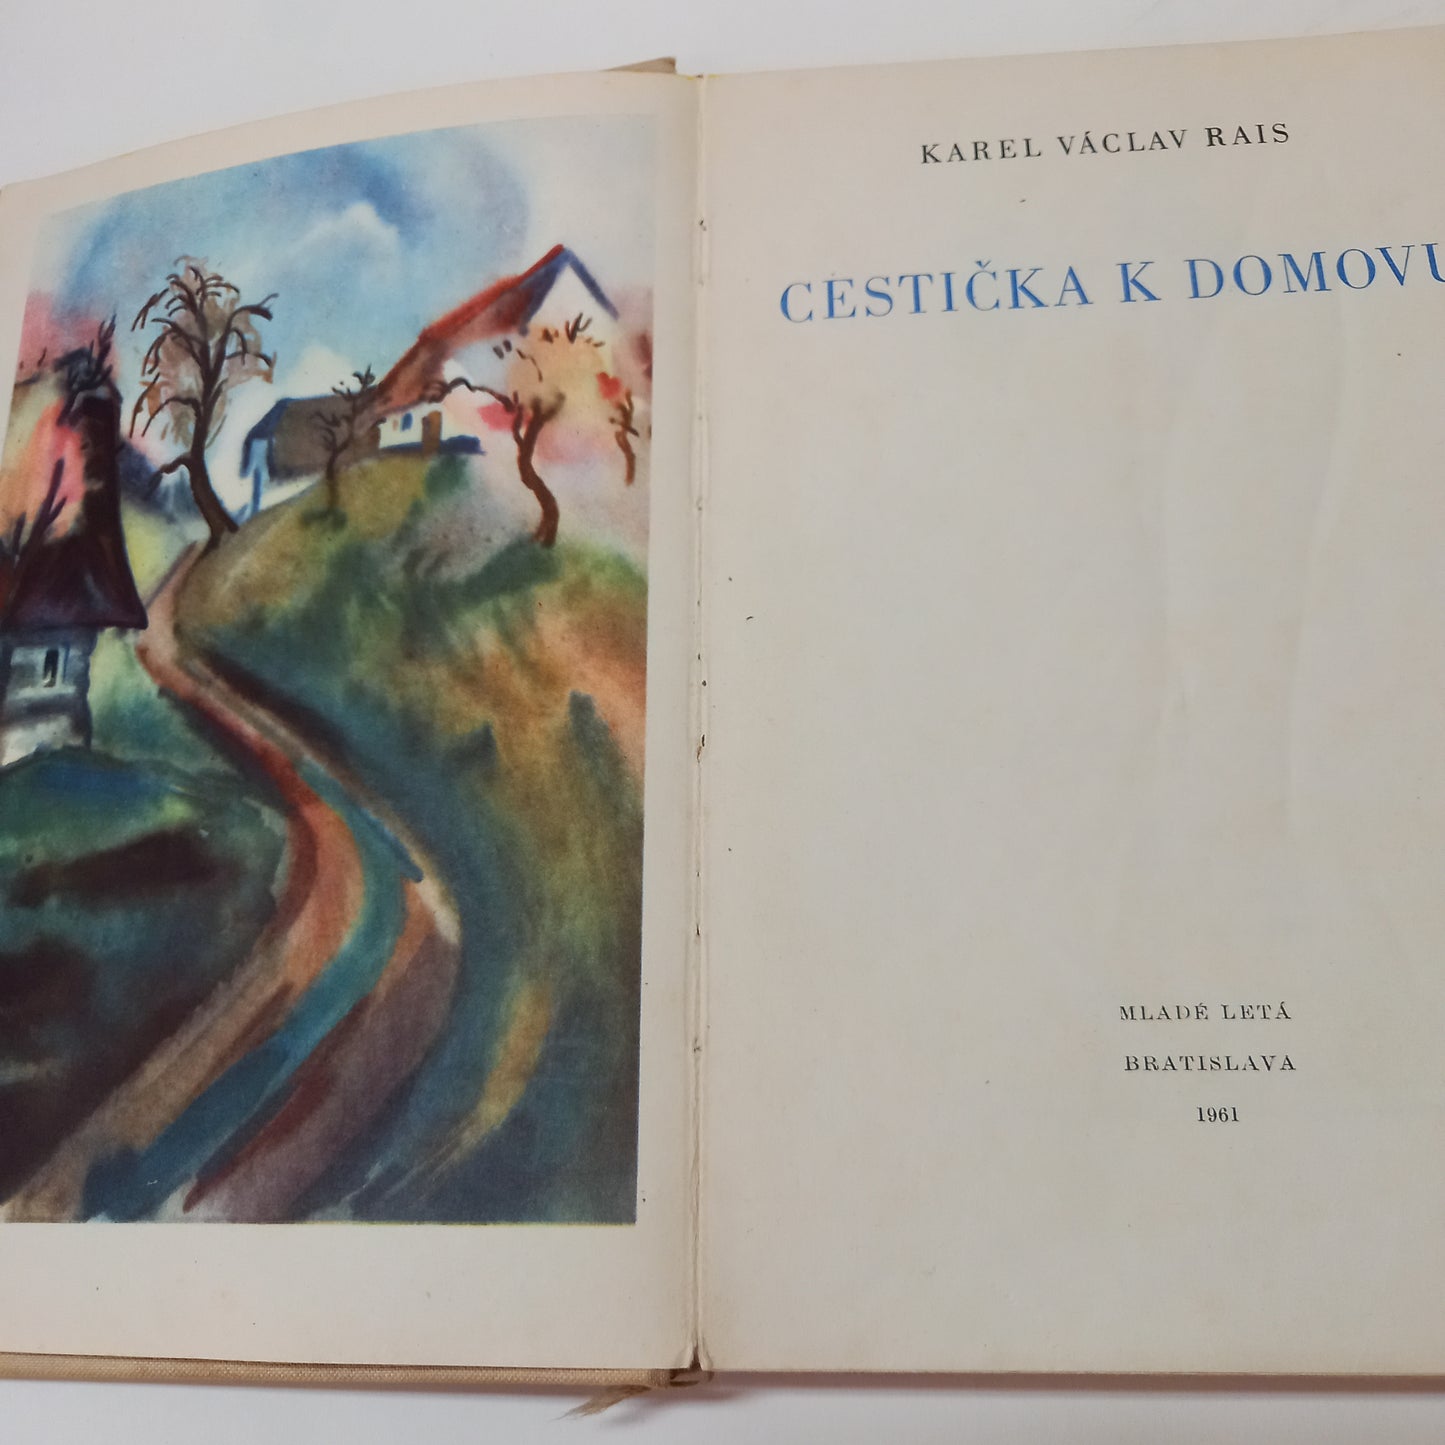 KAREL VÁCLAV RAIS
CESTIČKA K DOMOVU
MLADÉ LETÁ
BRATISLAVA
1961